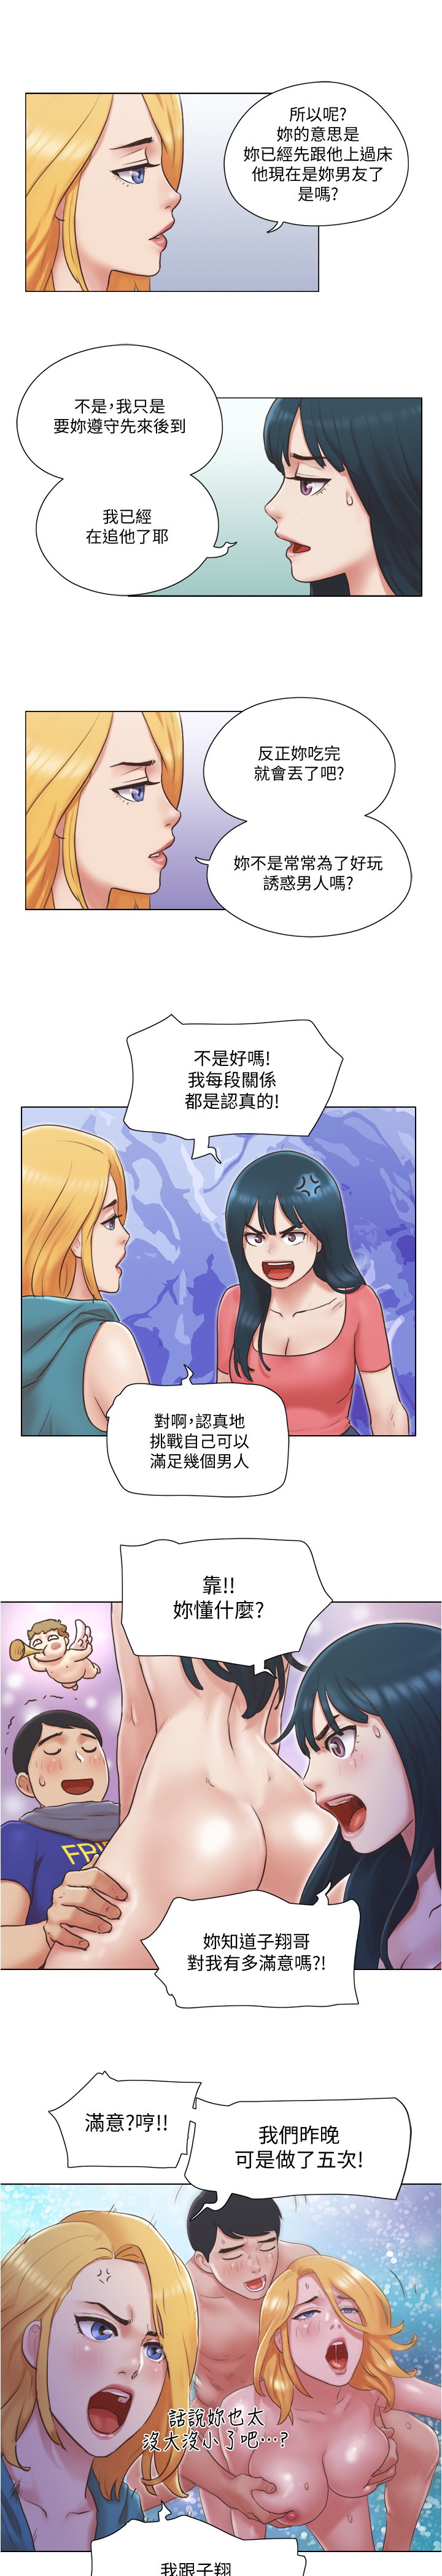 所以呢?
妳的意思是
妳已經先跟他上過床
他現在是妳男友了
是嗎?
不是,我只是
要妳遵守先來後到
我已經
在追他了耶
反正妳吃完
就會丟了吧?
妳不是常常為了好玩
誘惑男人嗎?
不是好嗎!
我每段關係
都是認真的!
對啊,認真地
挑戰自己可以
滿足幾個男人
靠!!
妳懂什麼?
妳知道子翔哥
對我有多滿意嗎?!
滿意?哼!!
我們昨晚
可是做了五次!
話說妳也太
沒大沒小了吧…?
我跟子翔